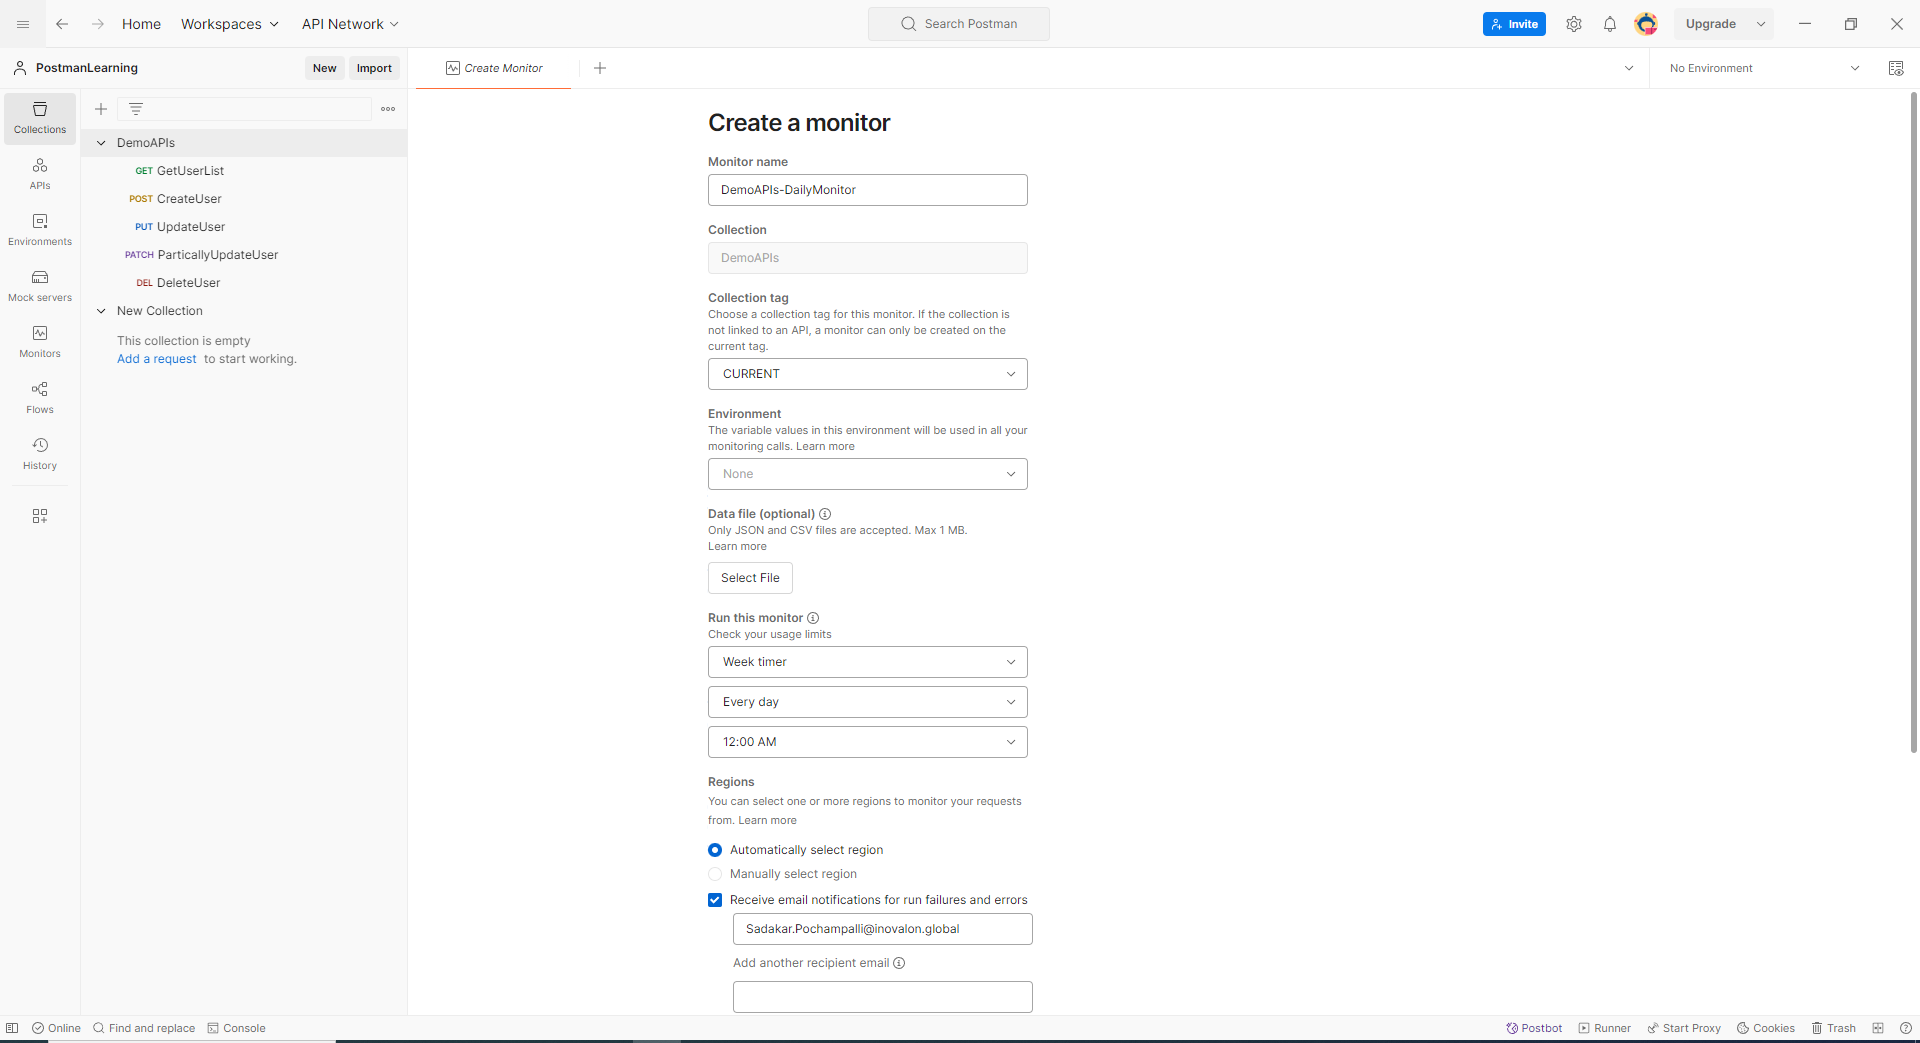 Home Workspaces API Network Search Postman Invite Upgrade
PostmanLearning New Import Create Monitor No Environment
Collections
APIs
Environments
Mock servers
Monitors
Flows
History
DemoAPIs
GET GetUserList
POST CreateUser
PUT UpdateUser
PATCH ParticallyUpdateUser
DEL DeleteUser
New Collection
This collection is empty
Add a request to start working.
Create a monitor
Monitor name
DemoAPIs-DailyMonitor
Collection
DemoAPIs
Collection tag
Choose a collection tag for this monitor. If the collection is
not linked to an API, a monitor can only be created on the
current tag.
CURRENT
Environment
The variable values in this environment will be used in all your
monitoring calls. Learn more
None
Data file (optional)
Only JSON and CSV files are accepted. Max 1 MB.
Learn more
Select File
Run this monitor
Check your usage limits
Week timer
Every day
12:00 AM
Regions
You can select one or more regions to monitor your requests
from. Learn more
Automatically select region
Manually select region
Receive email notifications for run failures and errors
Sadakar.Pochampalli@inovalon.global
Add another recipient email
Online Find and replace Console Postbot Runner Start Proxy Cookies Trash